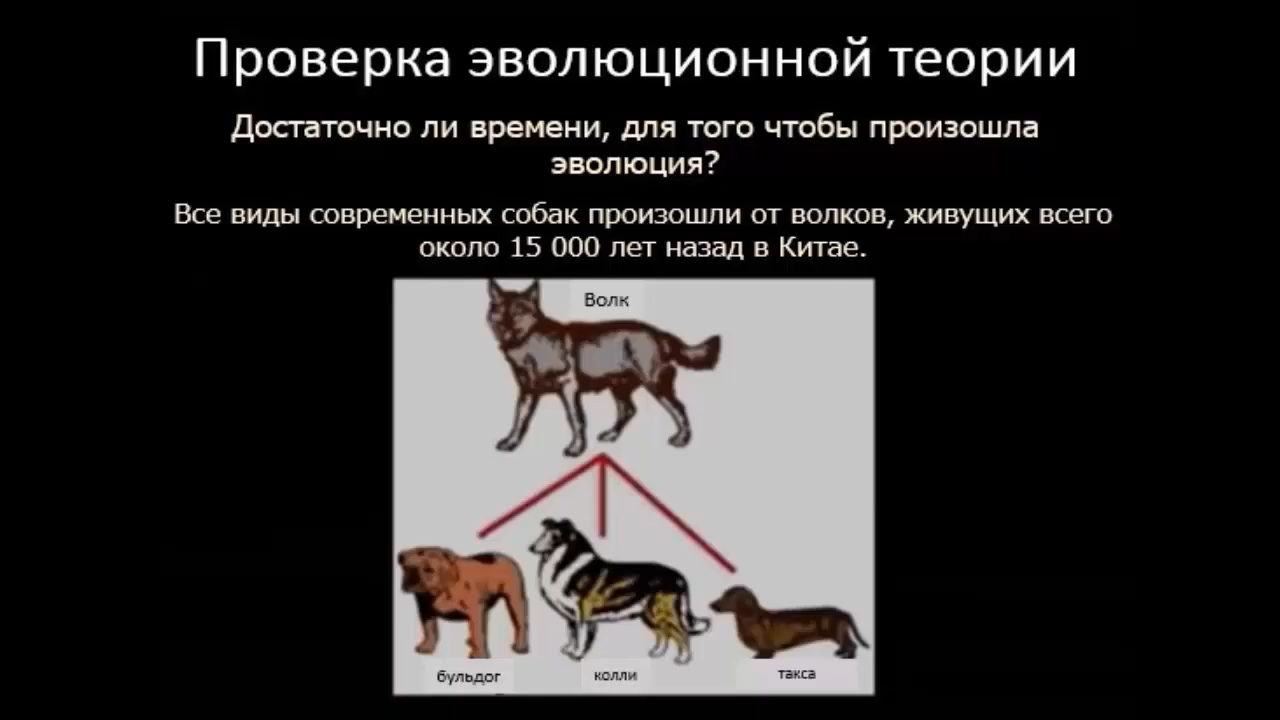 Проверка эволюционной теории
Достаточно ли времени, для того чтобы произошла
эволюция?
Все виды современных собак произошли от волков, живущих всего
около 15 000 лет назад в Китае.
Волк
бульдог
колли
такса